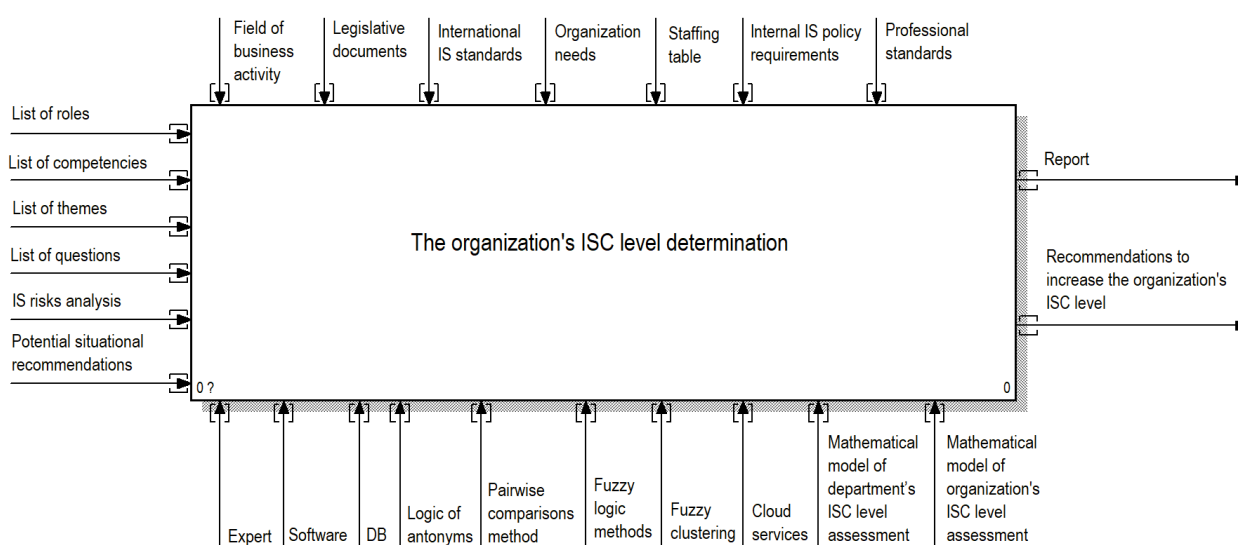 Field of
business
activity
Legislative
documents
International
IS standards
Organization
needs
Staffing
table
Internal IS policy
requirements
Professional
standards
List of roles
List of competencies
List of themes
List of questions
IS risks analysis
Potential situational
recommendations
The organization's ISC level determination
0 ?
0
Report
Recommendations to
increase the organization's
ISC level
Expert
Software
DB
Logic of
antonyms
Pairwise
comparisons
method
Fuzzy
logic
methods
Fuzzy
clustering
Cloud
services
Mathematical
model of
department's
ISC level
assessment
Mathematical
model of
organization's
ISC level
assessment